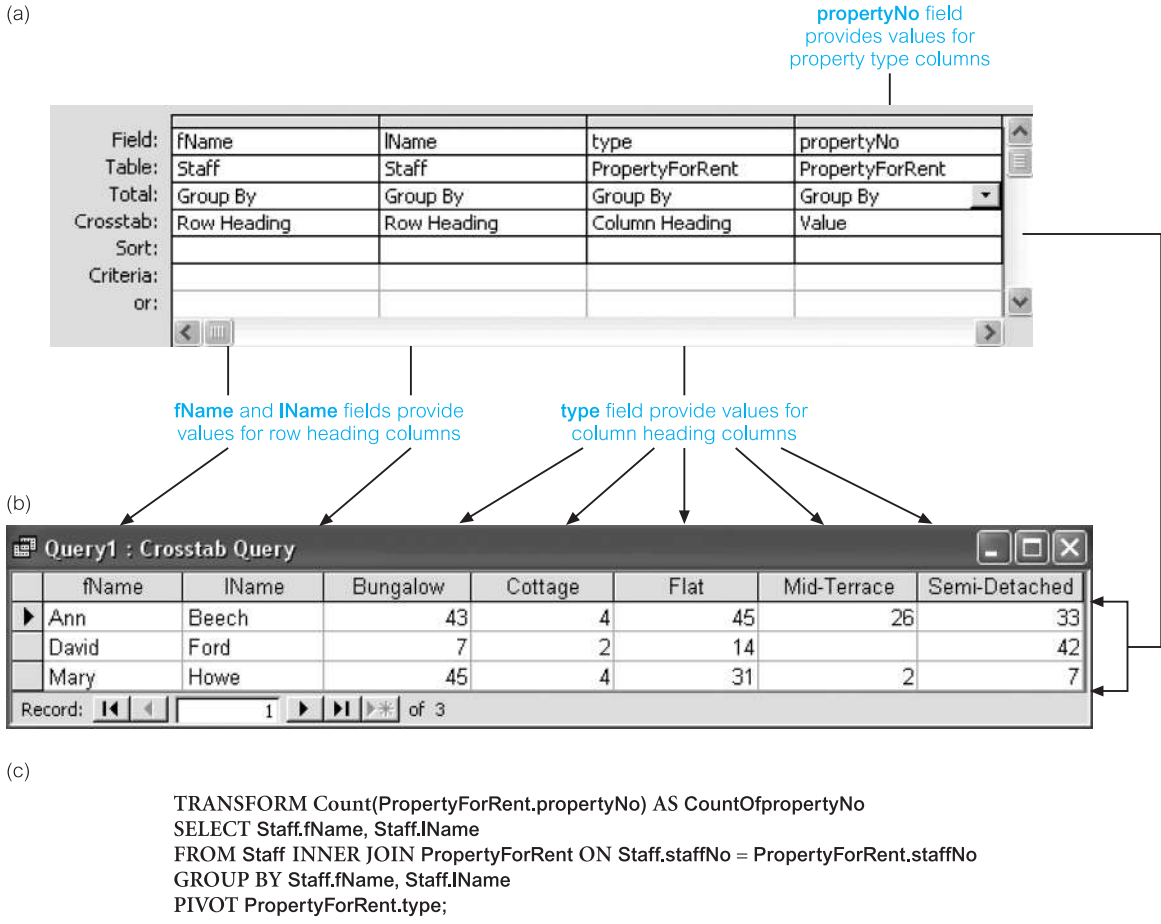 (a)
propertyNo field
provides values for
property type columns
Field: fName lName type propertyNo
Table: Staff Staff PropertyForRent PropertyForRent
Total: Group By Group By Group By Group By
Crosstab: Row Heading Row Heading Column Heading Value
Sort:
Criteria:
or:
fName and lName fields provide
values for row heading columns
type field provide values for
column heading columns
(b)
Query1 : Crosstab Query
fName lName Bungalow Cottage Flat Mid-Terrace Semi-Detached
Ann Beech 43 4 45 26 33
David Ford 7 2 14 42
Mary Howe 45 4 31 2 7
Record: 1 of 3
(c)
TRANSFORM Count(PropertyForRent.propertyNo) AS CountOfpropertyNo
SELECT Staff.fName, Staff.lName
FROM Staff INNER JOIN PropertyForRent ON Staff.staffNo = PropertyForRent.staffNo
GROUP BY Staff.fName, Staff.lName
PIVOT PropertyForRent.type;